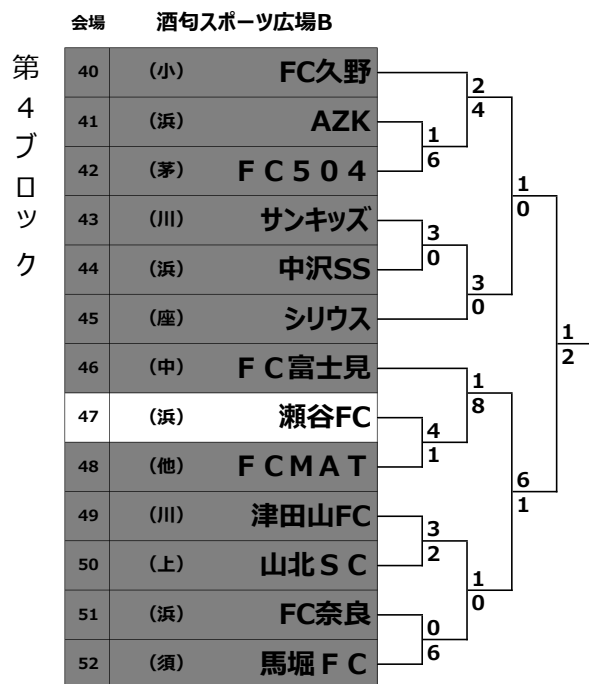 会場 酒匂スポーツ広場B
第4ブロック
40 （小） FC久野
41 （浜） AZK
42 （茅） ＦＣ５０４
43 （川） サンキッズ
44 （浜） 中沢SS
45 （座） シリウス
46 （中） ＦＣ富士見
47 （浜） 瀬谷FC
48 （他） ＦＣＭＡＴ
49 （川） 津田山FC
50 （上） 山北ＳＣ
51 （浜） FC奈良
52 （須） 馬堀ＦＣ
2
4
1
6
3
0
3
0
1
0
1
8
4
1
3
2
0
6
1
0
6
1
1
2